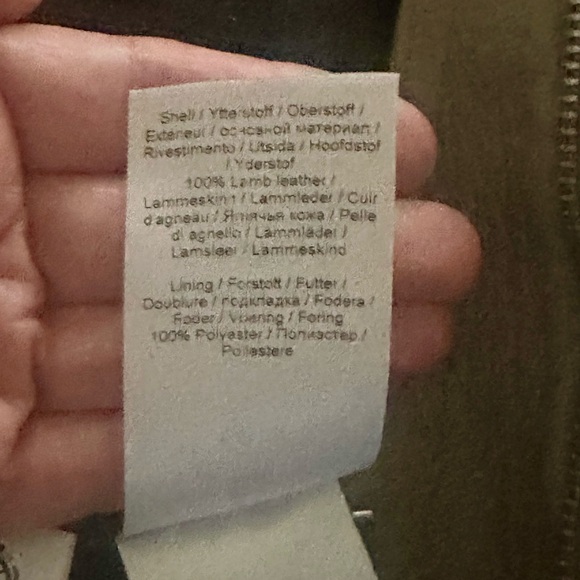 Shell / Ytterstoff / Oberstoff /
Exterieur / основной материал /
Rivestimento / Utsida / Hoofdstof
/ Yderstof
100% Lamb leather /
Lammeskinn / Lammleder / Cuir
d'agneau / Ягнячья кожа / Pelle
di agnello / Lammläder /
Lamsleer / Lammeskind
Lining / Forstoff / Futter /
Doublure / подкладка / Fodera /
Foder / Voering / Foring
100% Polyester / Полиэстер /
Poliestere